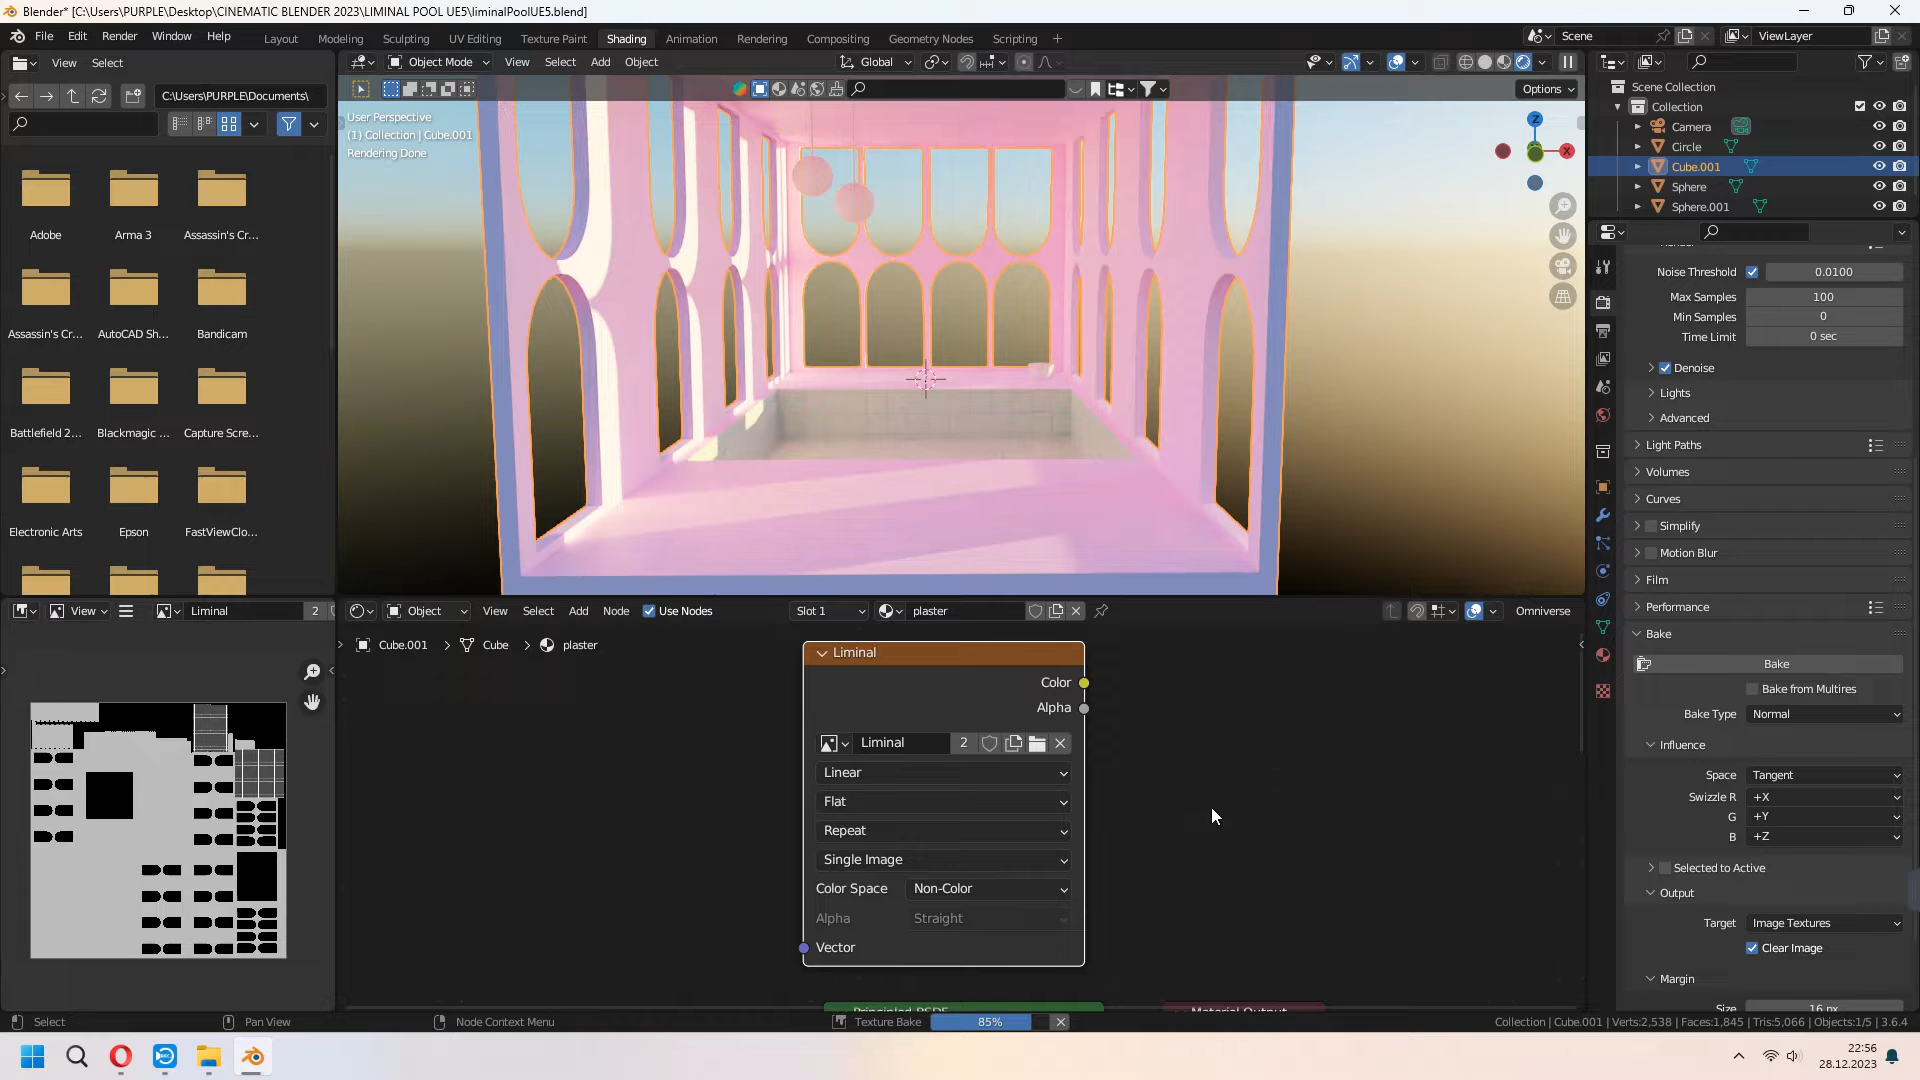 Blender* [C:\Users\PURPLE\Desktop\CINEMATIC BLENDER 2023\LIMINAL POOL UE5\liminalPoolUE5.blend]
File Edit Render Window Help Layout Modeling Sculpting UV Editing Texture Paint Shading Animation Rendering Compositing Geometry Nodes Scripting + Scene ViewLayer
View Select Object Mode View Select Add Object Global
C:\Users\PURPLE\Documents\ Options
Scene Collection
Collection
Camera
Circle
Cube.001
Sphere
Sphere.001
User Perspective
(1) Collection | Cube.001
Rendering Done
Z
X
Adobe Arma 3 Assassin's Cr...
Assassin's Cr... AutoCAD Sh... Bandicam
Battlefield 2... Blackmagic ... Capture Scre...
Electronic Arts Epson FastViewClo...
Noise Threshold 0.0100
Max Samples 100
Min Samples 0
Time Limit 0 sec
Denoise
Lights
Advanced
Light Paths
Volumes
Curves
Simplify
Motion Blur
Film
Performance
Bake
Bake
Bake from Multires
Bake Type Normal
Influence
Space Tangent
Swizzle R +X
G +Y
B +Z
Selected to Active
Output
Target Image Textures
Clear Image
Margin
Size 16 px
View Liminal 2
Object View Select Add Node Use Nodes Slot 1 plaster Omniverse
Cube.001 > Cube > plaster
Liminal
Color
Alpha
Liminal 2
Linear
Flat
Repeat
Single Image
Color Space Non-Color
Alpha Straight
Vector
Principled BSDF Material Output
Select Pan View Node Context Menu Texture Bake 85% Collection | Cube.001 | Verts:2,538 | Faces:1,845 | Tris:5,066 | Objects:1/5 | 3.6.4
22:56
28.12.2023